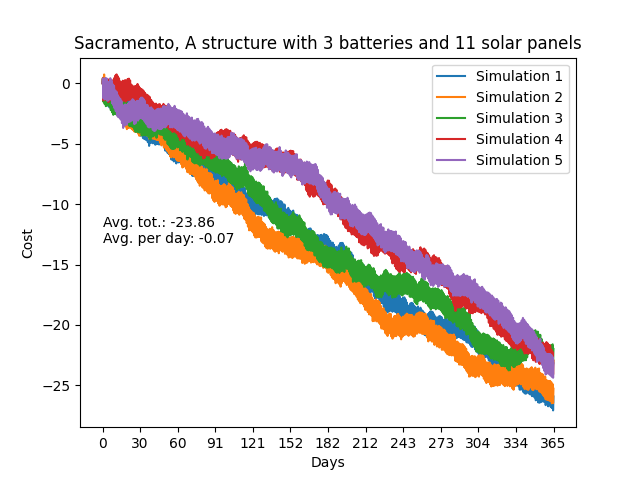 Sacramento, A structure with 3 batteries and 11 solar panels
Simulation 1
Simulation 2
Simulation 3
Simulation 4
Simulation 5
0
−5
−10
−15
−20
−25
Cost
Avg. tot.: -23.86
Avg. per day: -0.07
0 30 60 91 121 152 182 212 243 273 304 334 365
Days